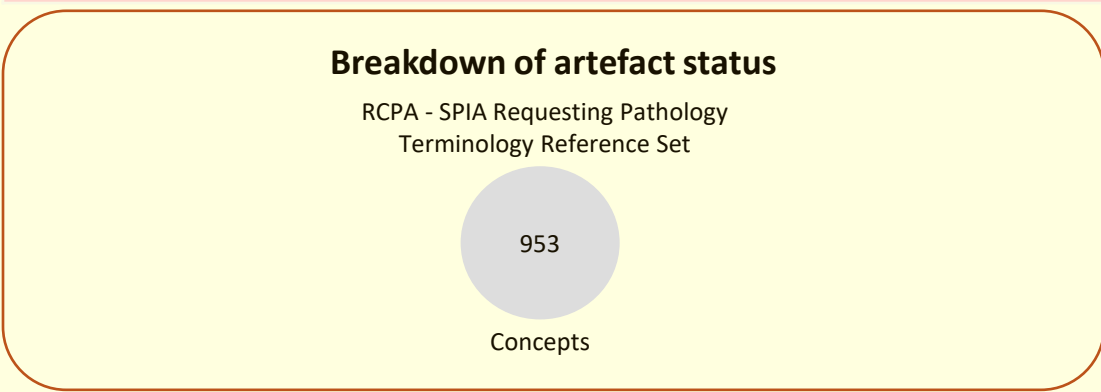 Breakdown of artefact status
RCPA - SPIA Requesting Pathology
Terminology Reference Set
953
Concepts